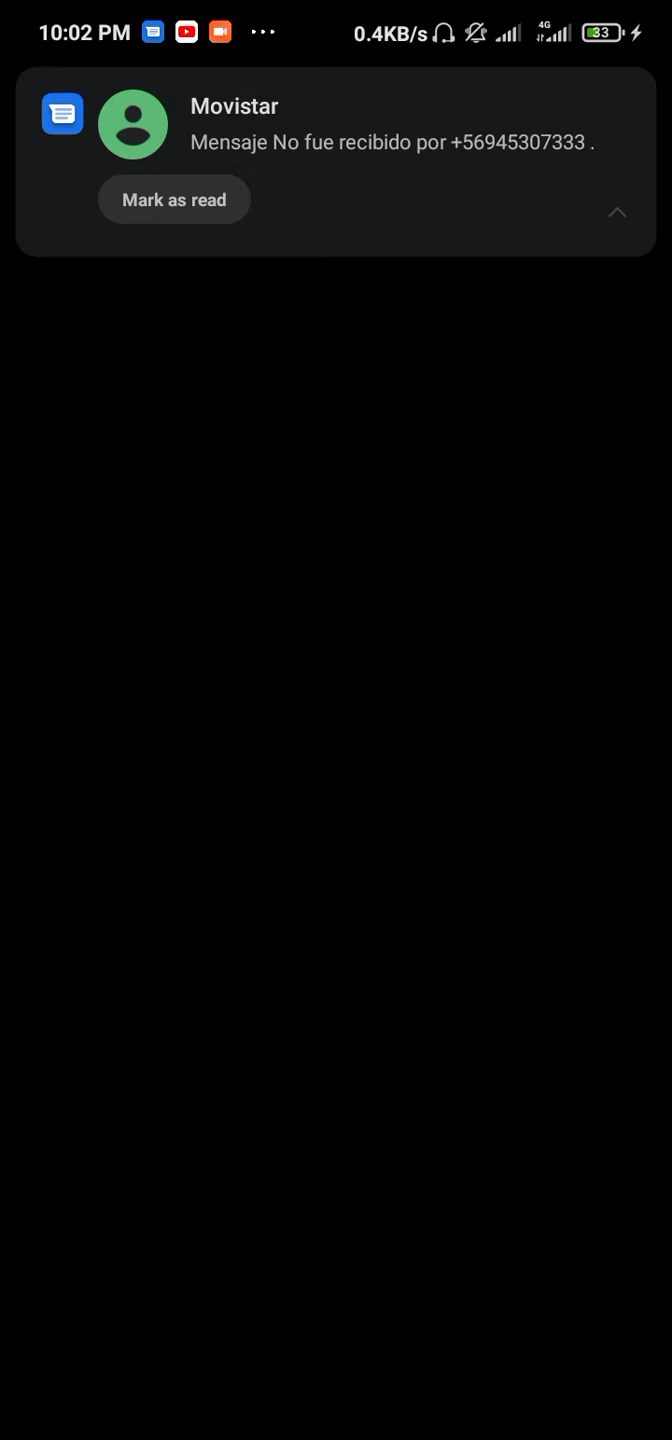 10:02 PM 0.4KB/s 4G 33
Movistar
Mensaje No fue recibido por +56945307333 .
Mark as read